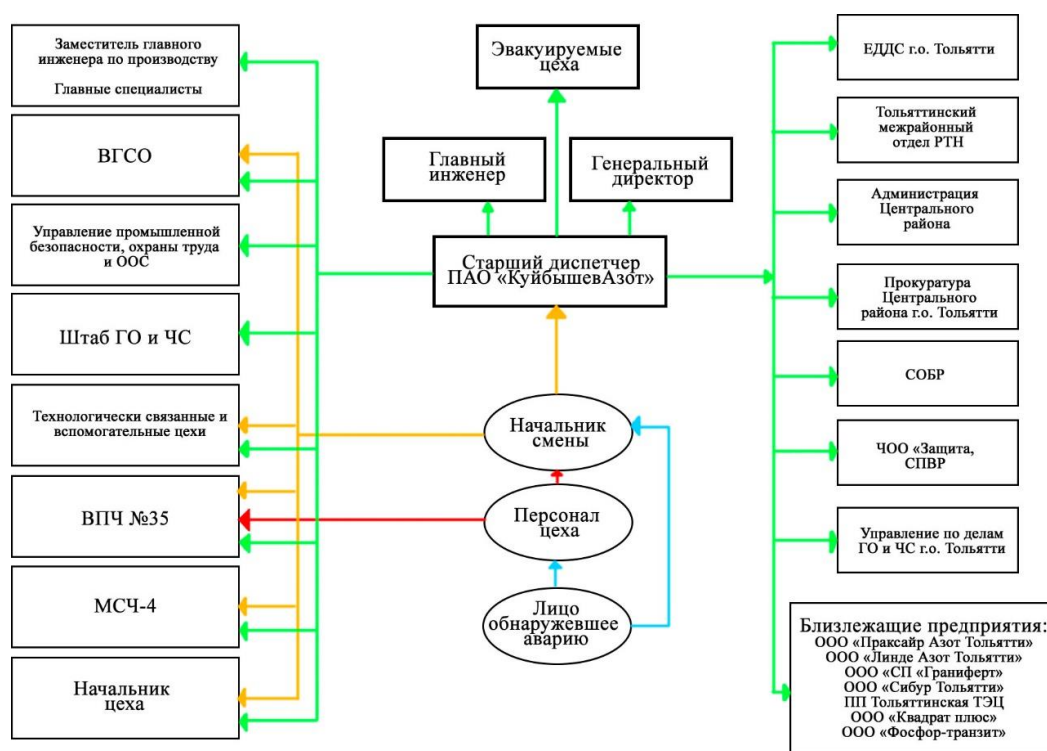 Заместитель главного
инженера по производству
Главные специалисты
ВГСО
Управление промышленной
безопасности, охраны труда
и ООС
Штаб ГО и ЧС
Технологически связанные и
вспомогательные цехи
ВПЧ №35
МСЧ-4
Начальник
цеха
Эвакуируемые
цеха
Главный
инженер
Генеральный
директор
Старший диспетчер
ПАО «КуйбышевАзот»
Начальник
смены
Персонал
цеха
Лицо
обнаружевшее
аварию
ЕДДС г.о. Тольятти
Тольяттинский
межрайонный
отдел РТН
Администрация
Центрального
района
Прокуратура
Центрального
района г.о. Тольятти
СОБР
ЧОО «Защита,
СПВР
Управление по делам
ГО и ЧС г.о. Тольятти
Близлежащие предприятия:
ООО «Праксайр Азот Тольятти»
ООО «Линде Азот Тольятти»
ООО «СП «Граниферт»
ООО «Сибур Тольятти»
ПП Тольяттинская ТЭЦ
ООО «Квадрат плюс»
ООО «Фосфор-транзит»